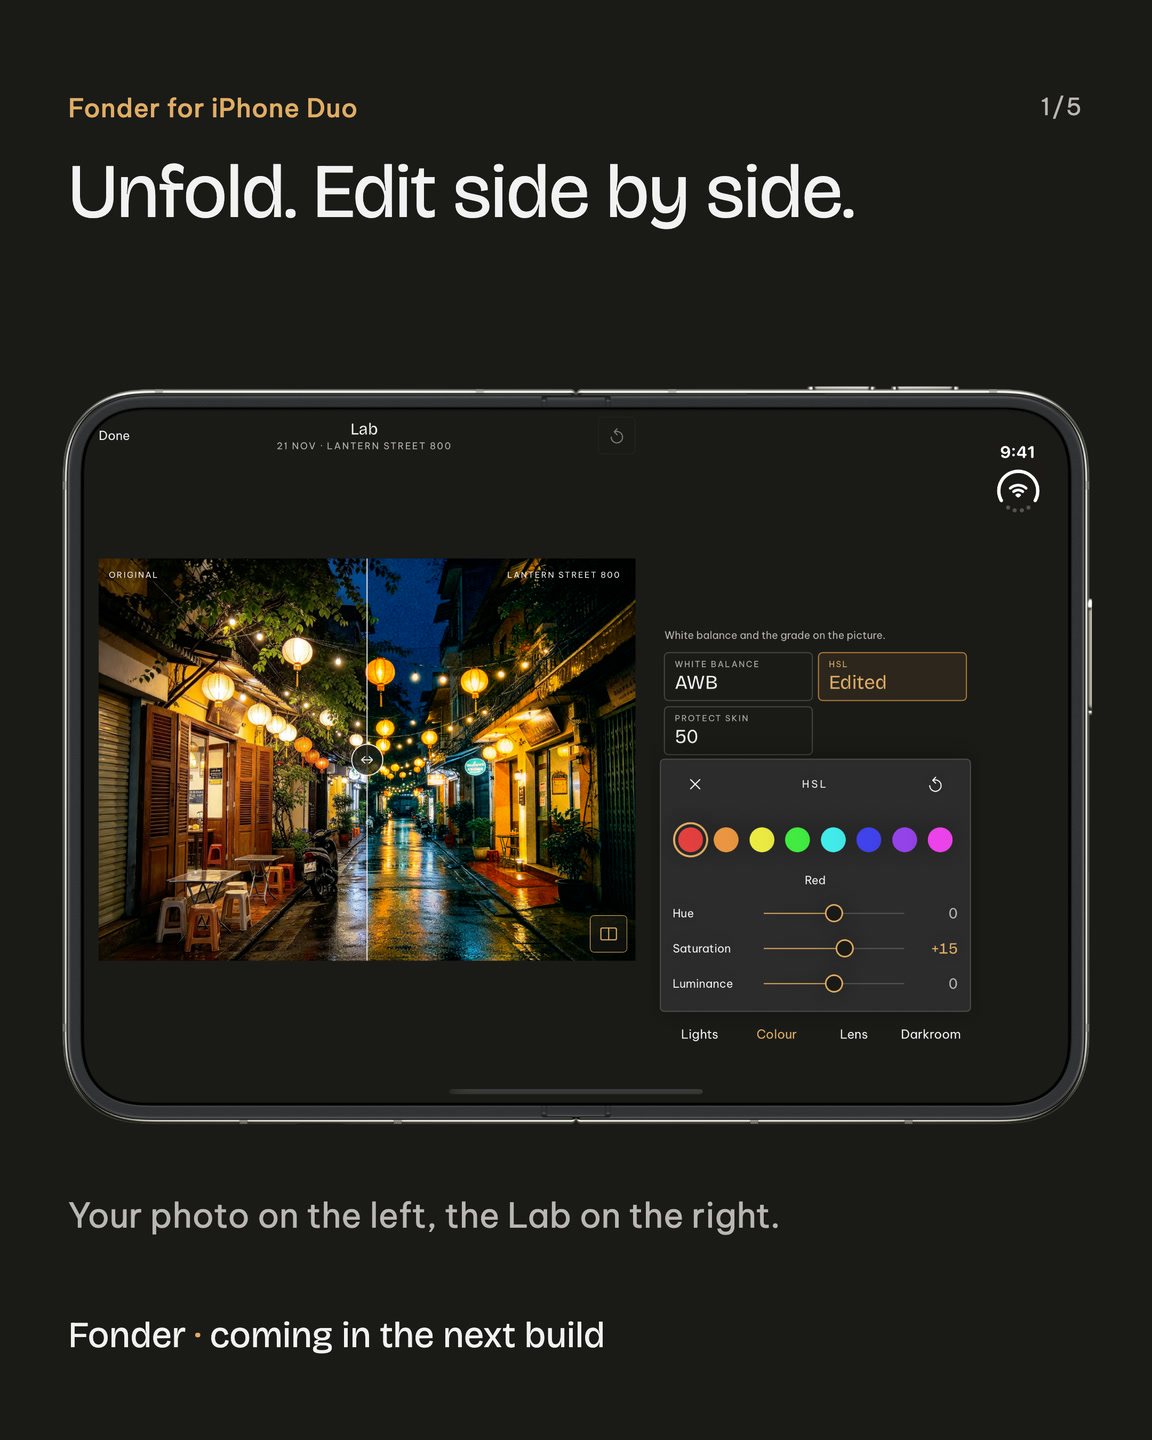 Fonder for iPhone Duo
1/5
Unfold. Edit side by side.
Done
Lab
21 NOV · LANTERN STREET 800
9:41
ORIGINAL
LANTERN STREET 800
White balance and the grade on the picture.
WHITE BALANCE
AWB
HSL
Edited
PROTECT SKIN
50
HSL
Red
Hue
0
Saturation
+15
Luminance
0
Lights
Colour
Lens
Darkroom
Your photo on the left, the Lab on the right.
Fonder · coming in the next build